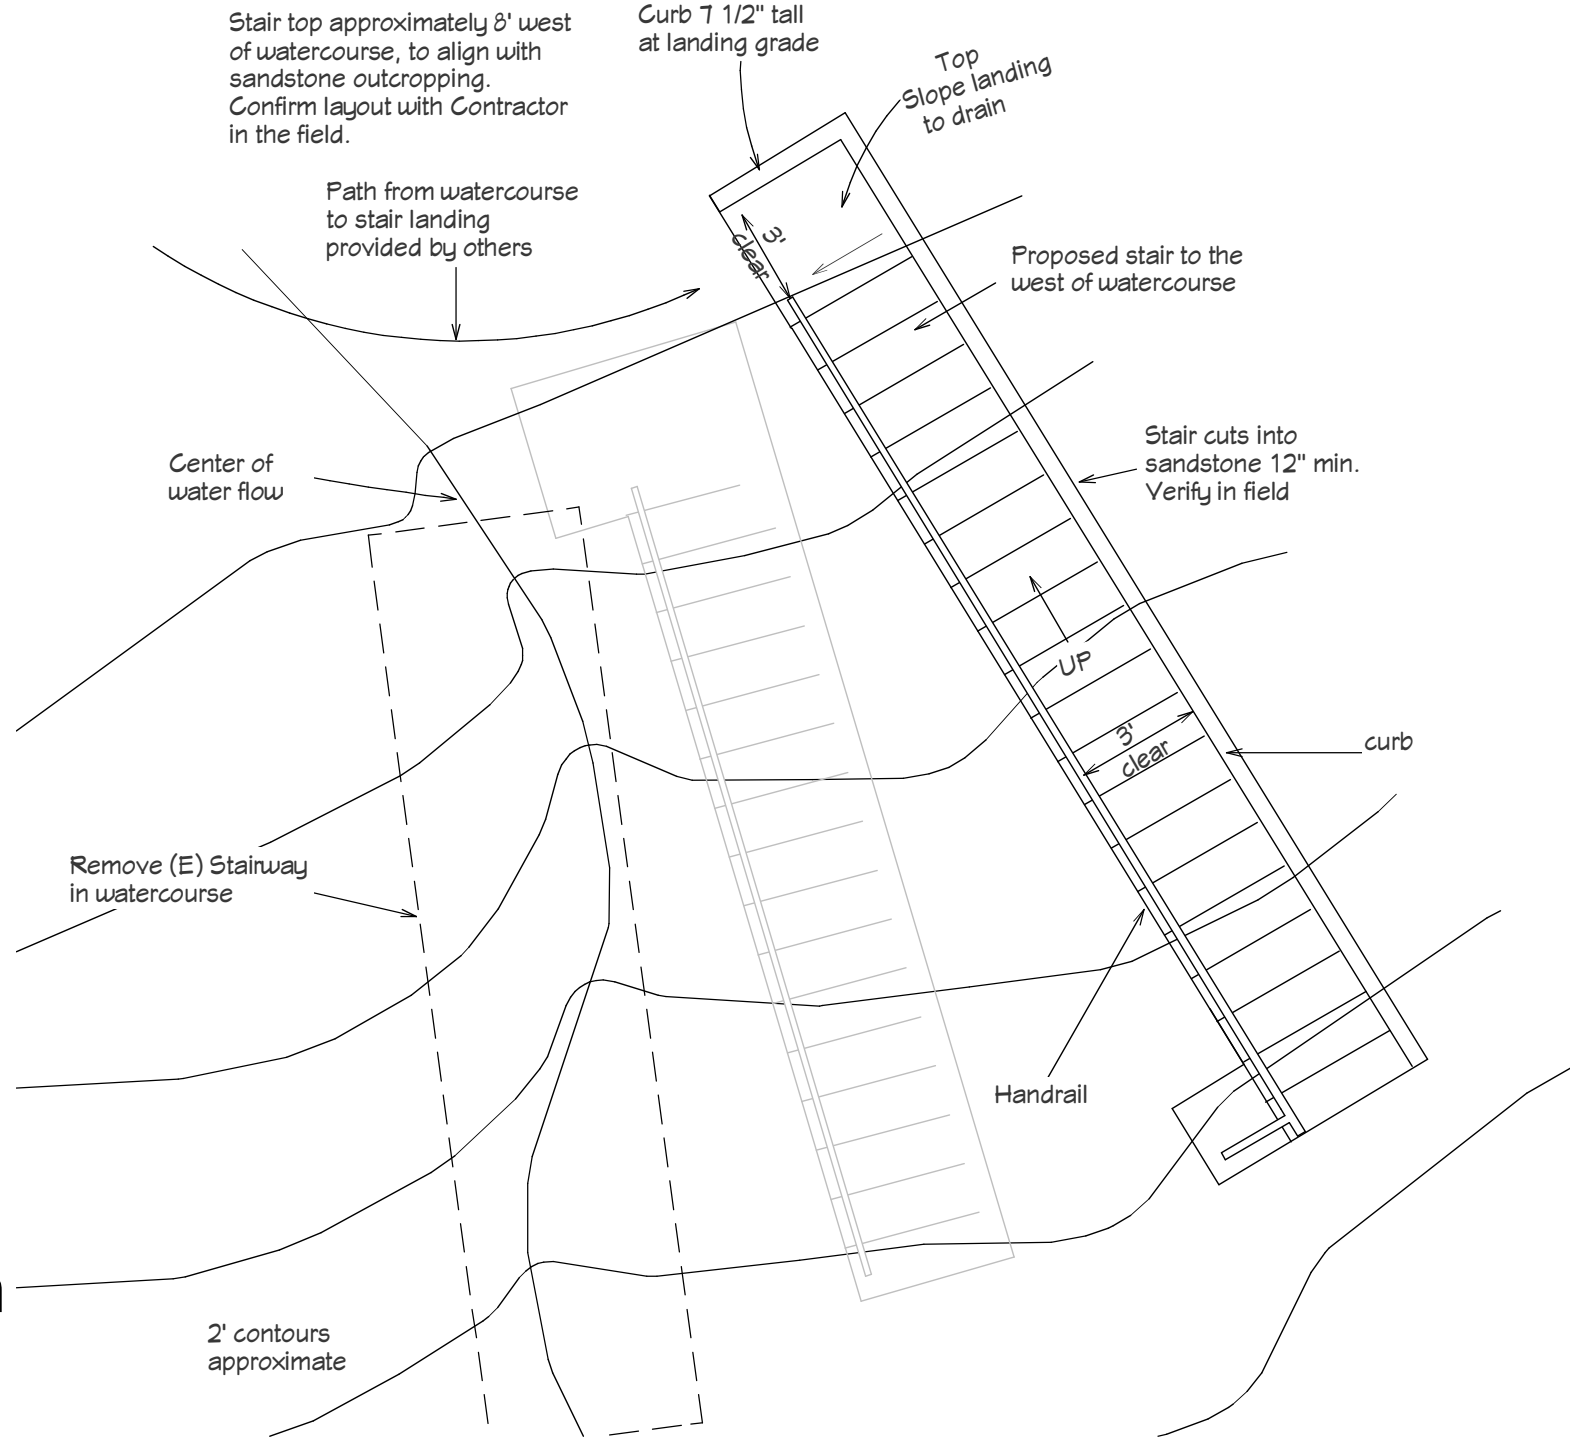 Stair top approximately 8' west
of watercourse, to align with
sandstone outcropping.
Confirm layout with Contractor
in the field.
Curb 7 1/2" tall
at landing grade
Top
Slope landing
to drain
Path from watercourse
to stair landing
provided by others
3'
clear
Proposed stair to the
west of watercourse
Center of
water flow
Stair cuts into
sandstone 12" min.
Verify in field
UP
3'
clear
curb
Remove (E) Stairway
in watercourse
Handrail
2' contours
approximate